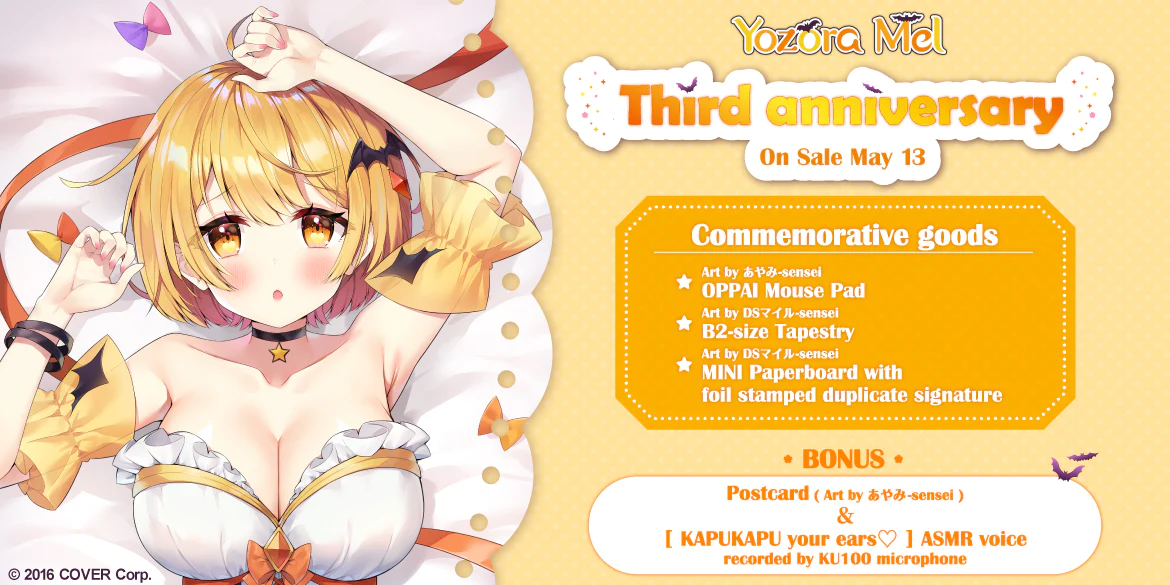 Yozora Mel
Third anniversary
On Sale May 13
Commemorative goods
Art by あやみ-sensei
OPPAI Mouse Pad
Art by DSマイル-sensei
B2-size Tapestry
Art by DSマイル-sensei
MINI Paperboard with
foil stamped duplicate signature
BONUS
Postcard ( Art by あやみ-sensei )
&
[ KAPUKAPU your ears♡ ] ASMR voice
recorded by KU100 microphone
© 2016 COVER Corp.